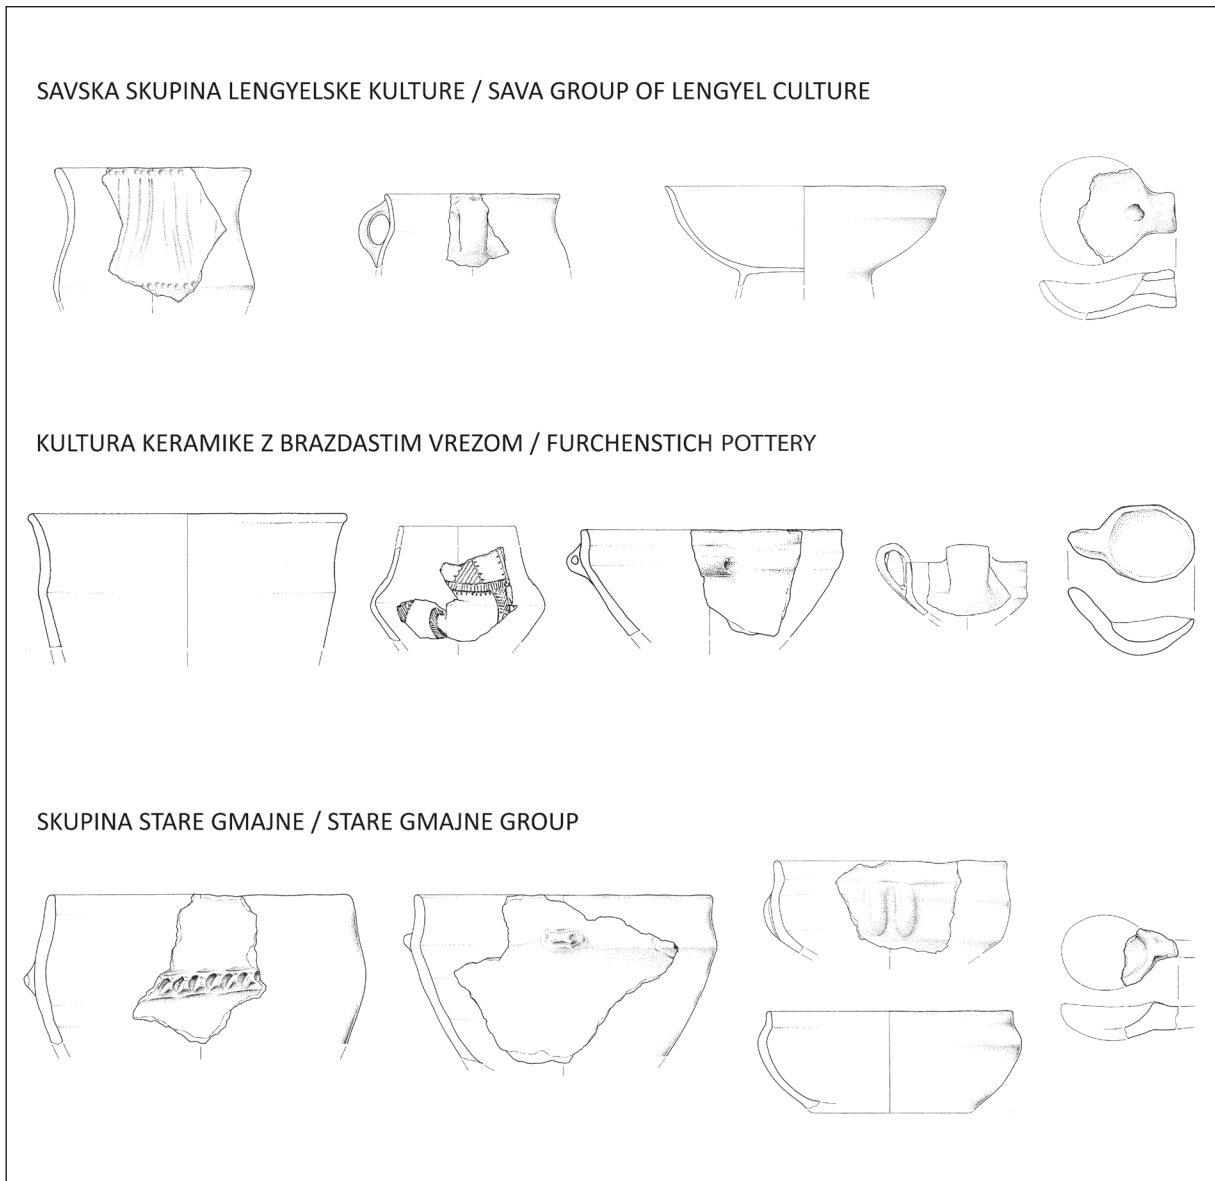 SAVSKA SKUPINA LENGYELSKE KULTURE / SAVA GROUP OF LENGYEL CULTURE
KULTURA KERAMIKE Z BRAZDASTIM VREZOM / FURCHENSTICH POTTERY
SKUPINA STARE GMAJNE / STARE GMAJNE GROUP